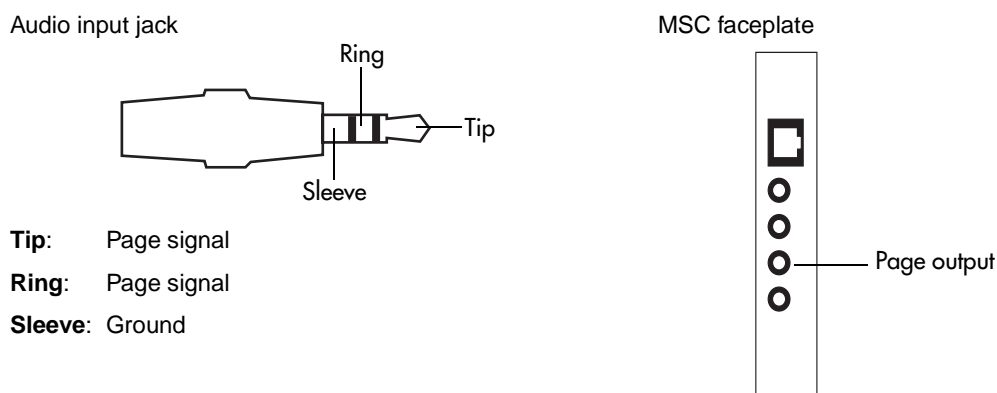 Audio input jack
MSC faceplate
Ring
Tip
Sleeve
Tip: Page signal
Ring: Page signal
Sleeve: Ground
Page output